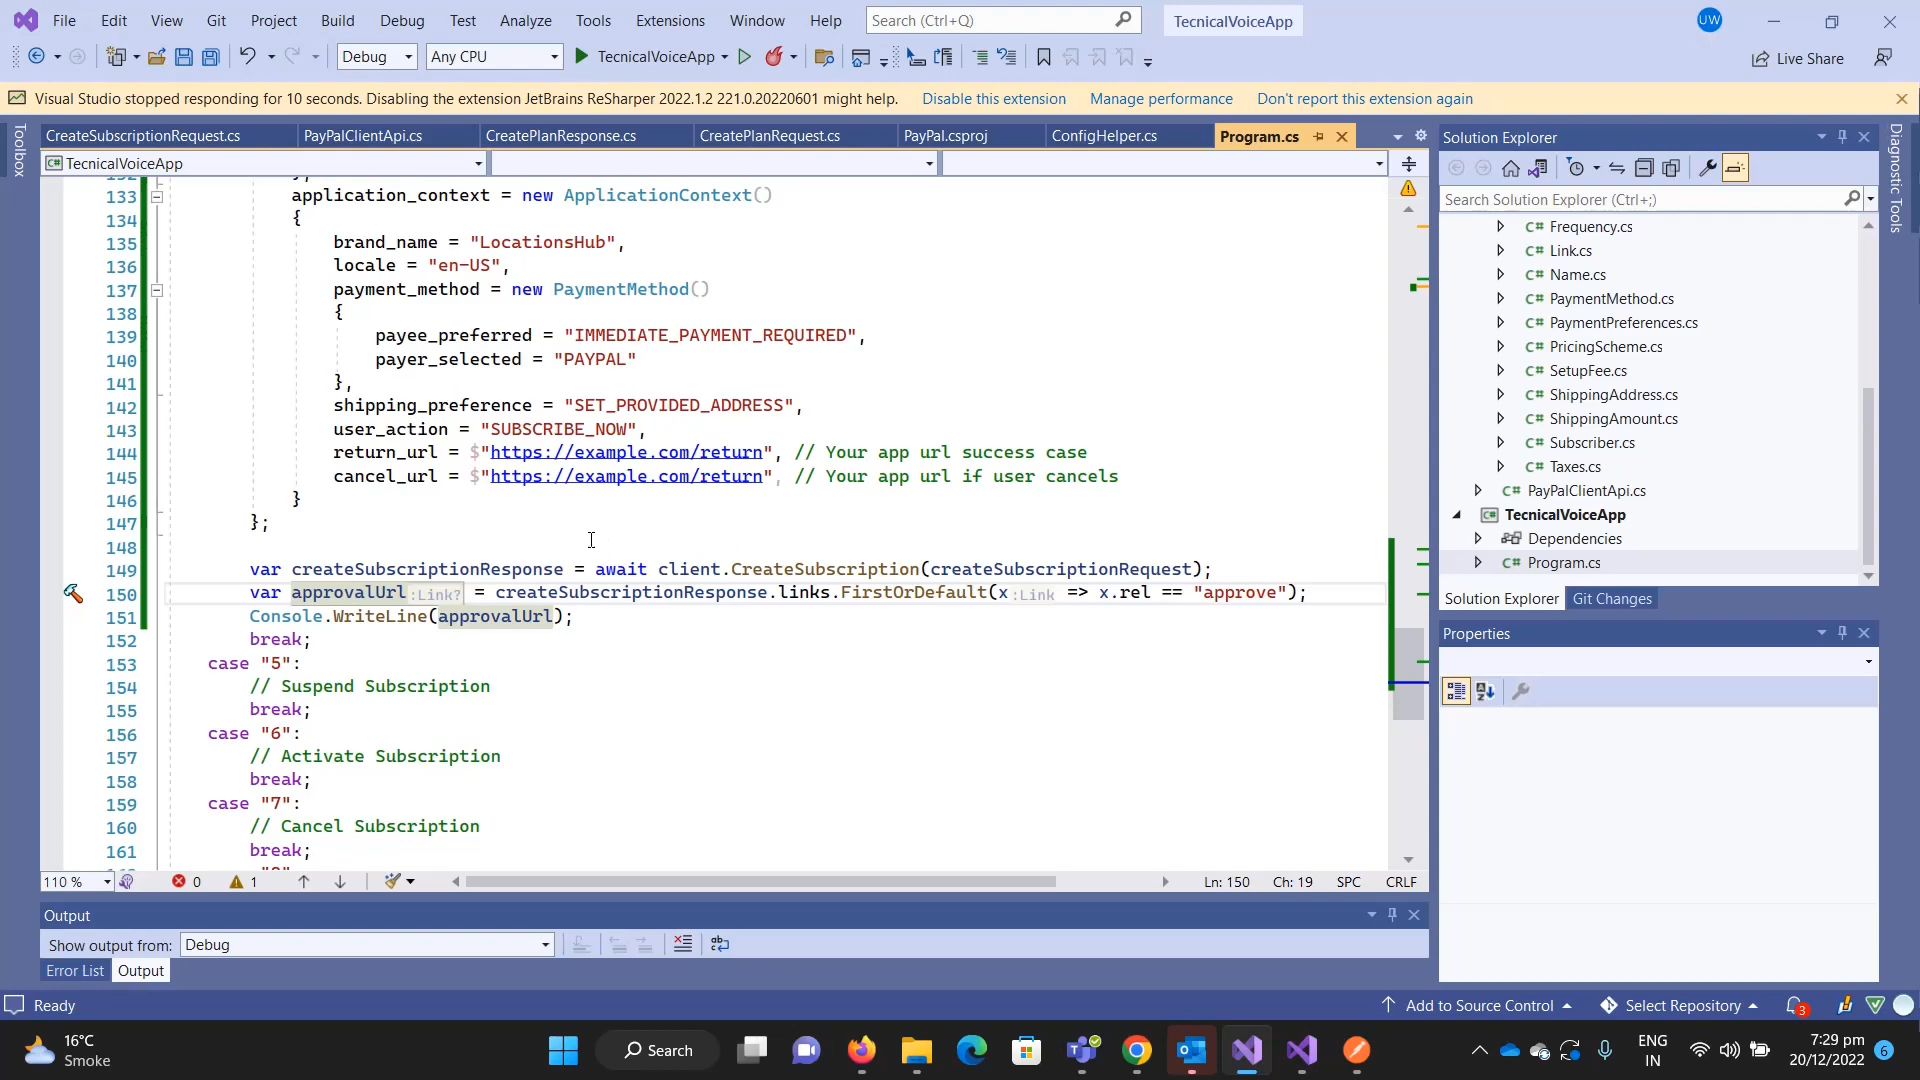 File Edit View Git Project Build Debug Test Analyze Tools Extensions Window Help Search (Ctrl+Q) TecnicalVoiceApp UW
Debug Any CPU TecnicalVoiceApp Live Share
Visual Studio stopped responding for 10 seconds. Disabling the extension JetBrains ReSharper 2022.1.2 221.0.20220601 might help. Disable this extension Manage performance Don't report this extension again
Toolbox
CreateSubscriptionRequest.cs PayPalClientApi.cs CreatePlanResponse.cs CreatePlanRequest.cs PayPal.csproj ConfigHelper.cs Program.cs
TecnicalVoiceApp
133 application_context = new ApplicationContext()
134 {
135 brand_name = "LocationsHub",
136 locale = "en-US",
137 payment_method = new PaymentMethod()
138 {
139 payee_preferred = "IMMEDIATE_PAYMENT_REQUIRED",
140 payer_selected = "PAYPAL"
141 },
142 shipping_preference = "SET_PROVIDED_ADDRESS",
143 user_action = "SUBSCRIBE_NOW",
144 return_url = $"https://example.com/return", // Your app url success case
145 cancel_url = $"https://example.com/return", // Your app url if user cancels
146 }
147 };
148
149 var createSubscriptionResponse = await client.CreateSubscription(createSubscriptionRequest);
150 var approvalUrl :Link? = createSubscriptionResponse.links.FirstOrDefault(x :Link => x.rel == "approve");
151 Console.WriteLine(approvalUrl);
152 break;
153 case "5":
154 // Suspend Subscription
155 break;
156 case "6":
157 // Activate Subscription
158 break;
159 case "7":
160 // Cancel Subscription
161 break;
110 % 0 1 Ln: 150 Ch: 19 SPC CRLF
Output
Show output from: Debug
Error List Output
Solution Explorer
Search Solution Explorer (Ctrl+;)
C# Frequency.cs
C# Link.cs
C# Name.cs
C# PaymentMethod.cs
C# PaymentPreferences.cs
C# PricingScheme.cs
C# SetupFee.cs
C# ShippingAddress.cs
C# ShippingAmount.cs
C# Subscriber.cs
C# Taxes.cs
C# PayPalClientApi.cs
TecnicalVoiceApp
Dependencies
C# Program.cs
Solution Explorer Git Changes
Properties
Diagnostic Tools
Ready Add to Source Control Select Repository 3
16°C
Smoke
Search
ENG
IN
7:29 pm
20/12/2022
6